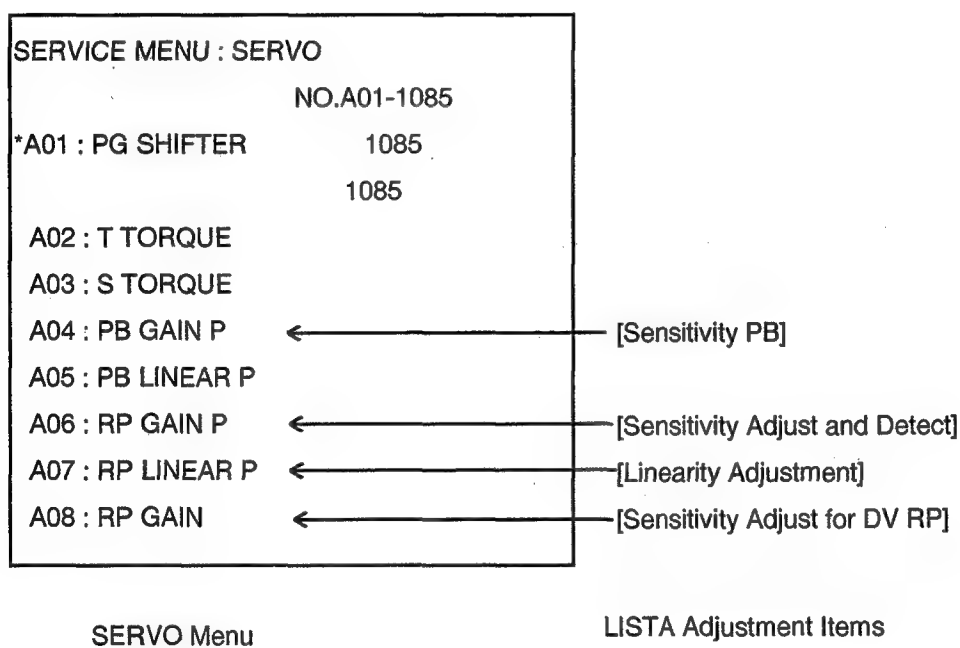 SERVICE MENU : SERVO
NO.A01-1085
*A01 : PG SHIFTER 1085
1085
A02 : T TORQUE
A03 : S TORQUE
A04 : PB GAIN P [Sensitivity PB]
A05 : PB LINEAR P
A06 : RP GAIN P [Sensitivity Adjust and Detect]
A07 : RP LINEAR P [Linearity Adjustment]
A08 : RP GAIN [Sensitivity Adjust for DV RP]
SERVO Menu LISTA Adjustment Items